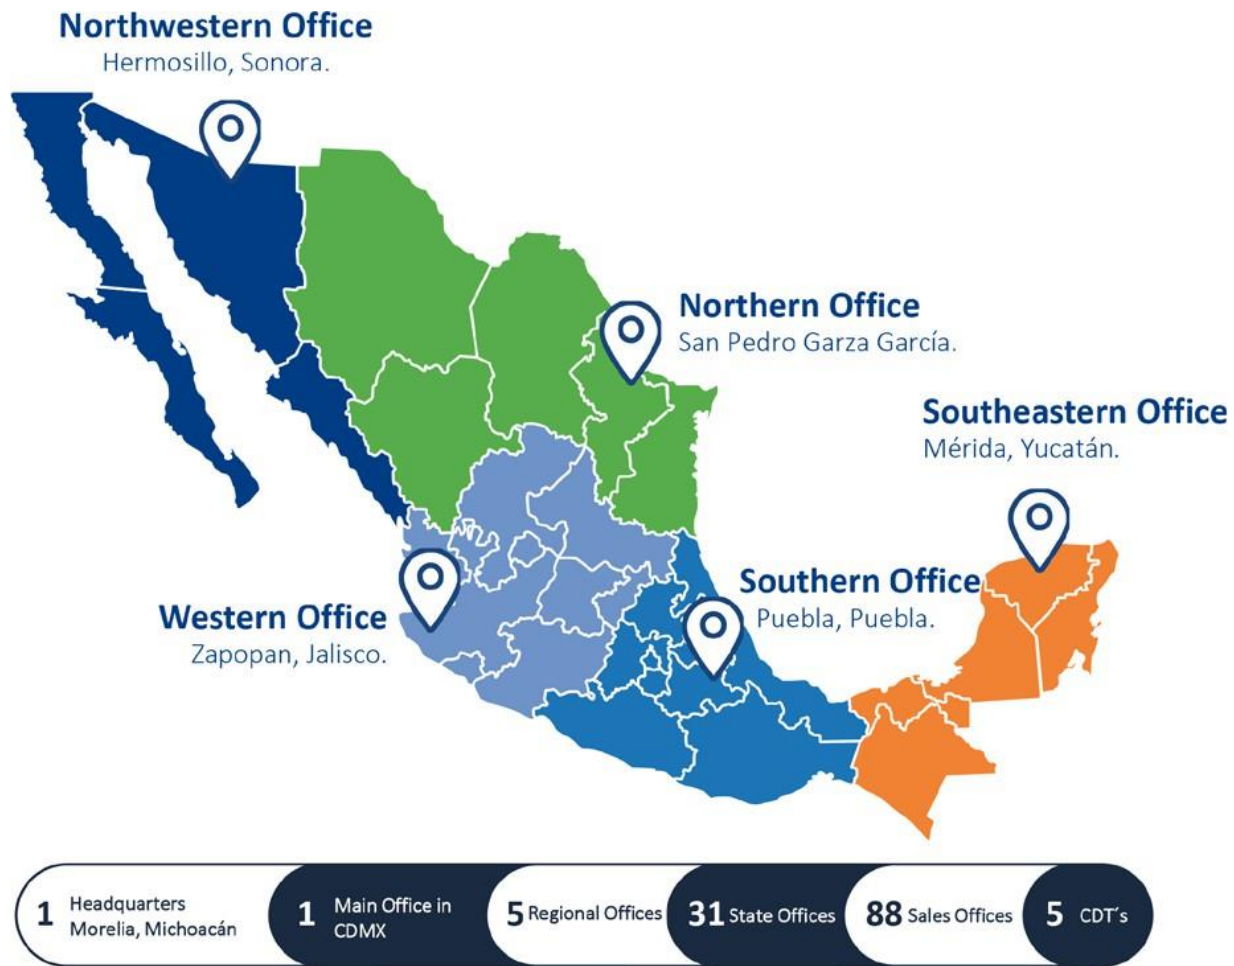 Northwestern Office
Hermosillo, Sonora.
Northern Office
San Pedro Garza García.
Southeastern Office
Mérida, Yucatán.
Southern Office
Puebla, Puebla.
Western Office
Zapopan, Jalisco.
1 Headquarters
Morelia, Michoacán
1 Main Office in
CDMX
5 Regional Offices
31 State Offices
88 Sales Offices
5 CDT´s